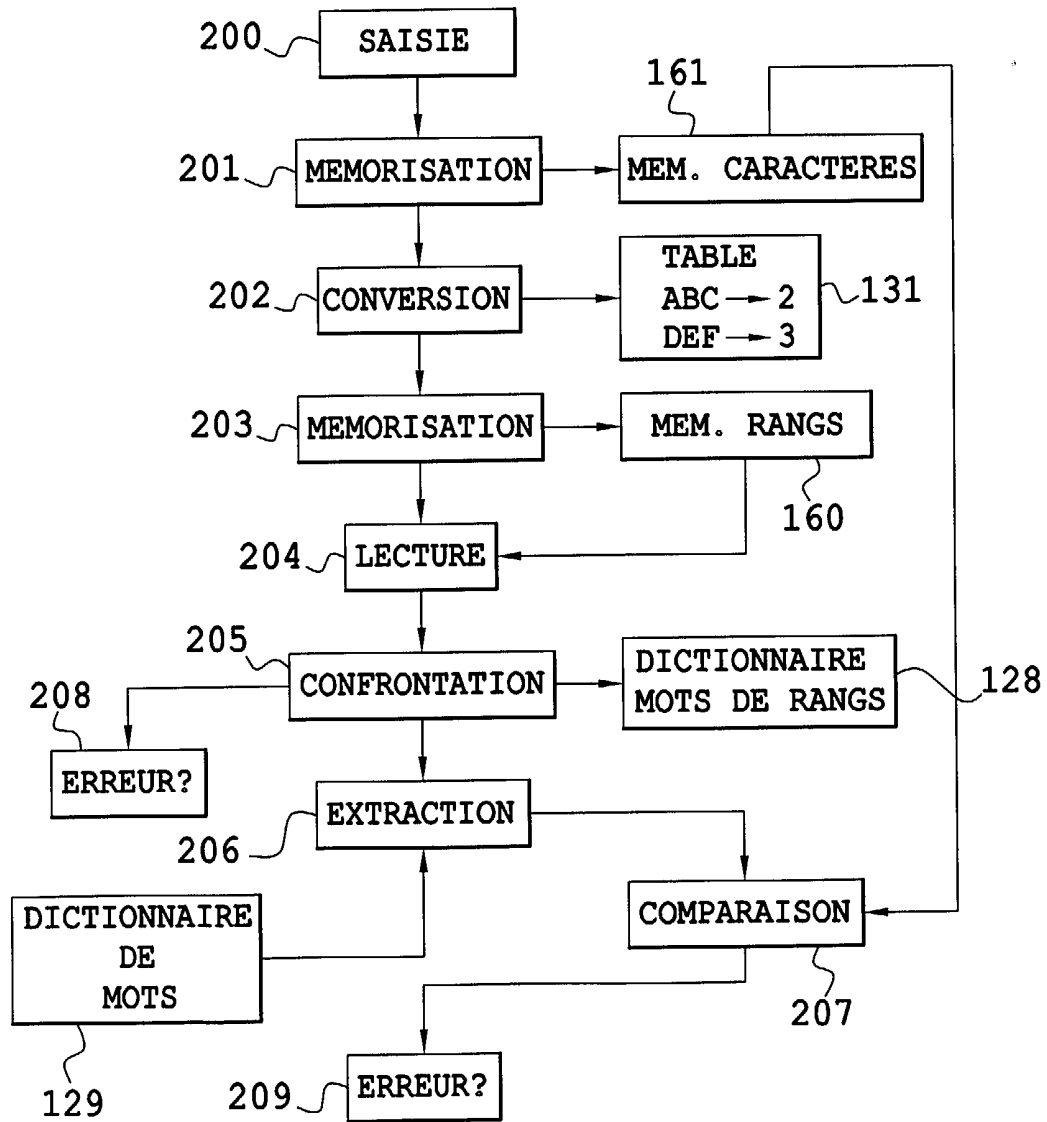 200 SAISIE
161
201 MEMORISATION MEM. CARACTERES
202 CONVERSION
TABLE
ABC → 2
DEF → 3
131
203 MEMORISATION MEM. RANGS
160
204 LECTURE
205 CONFRONTATION
DICTIONNAIRE
MOTS DE RANGS
128
208
ERREUR?
206 EXTRACTION
DICTIONNAIRE
DE
MOTS
129
COMPARAISON
207
209 ERREUR?